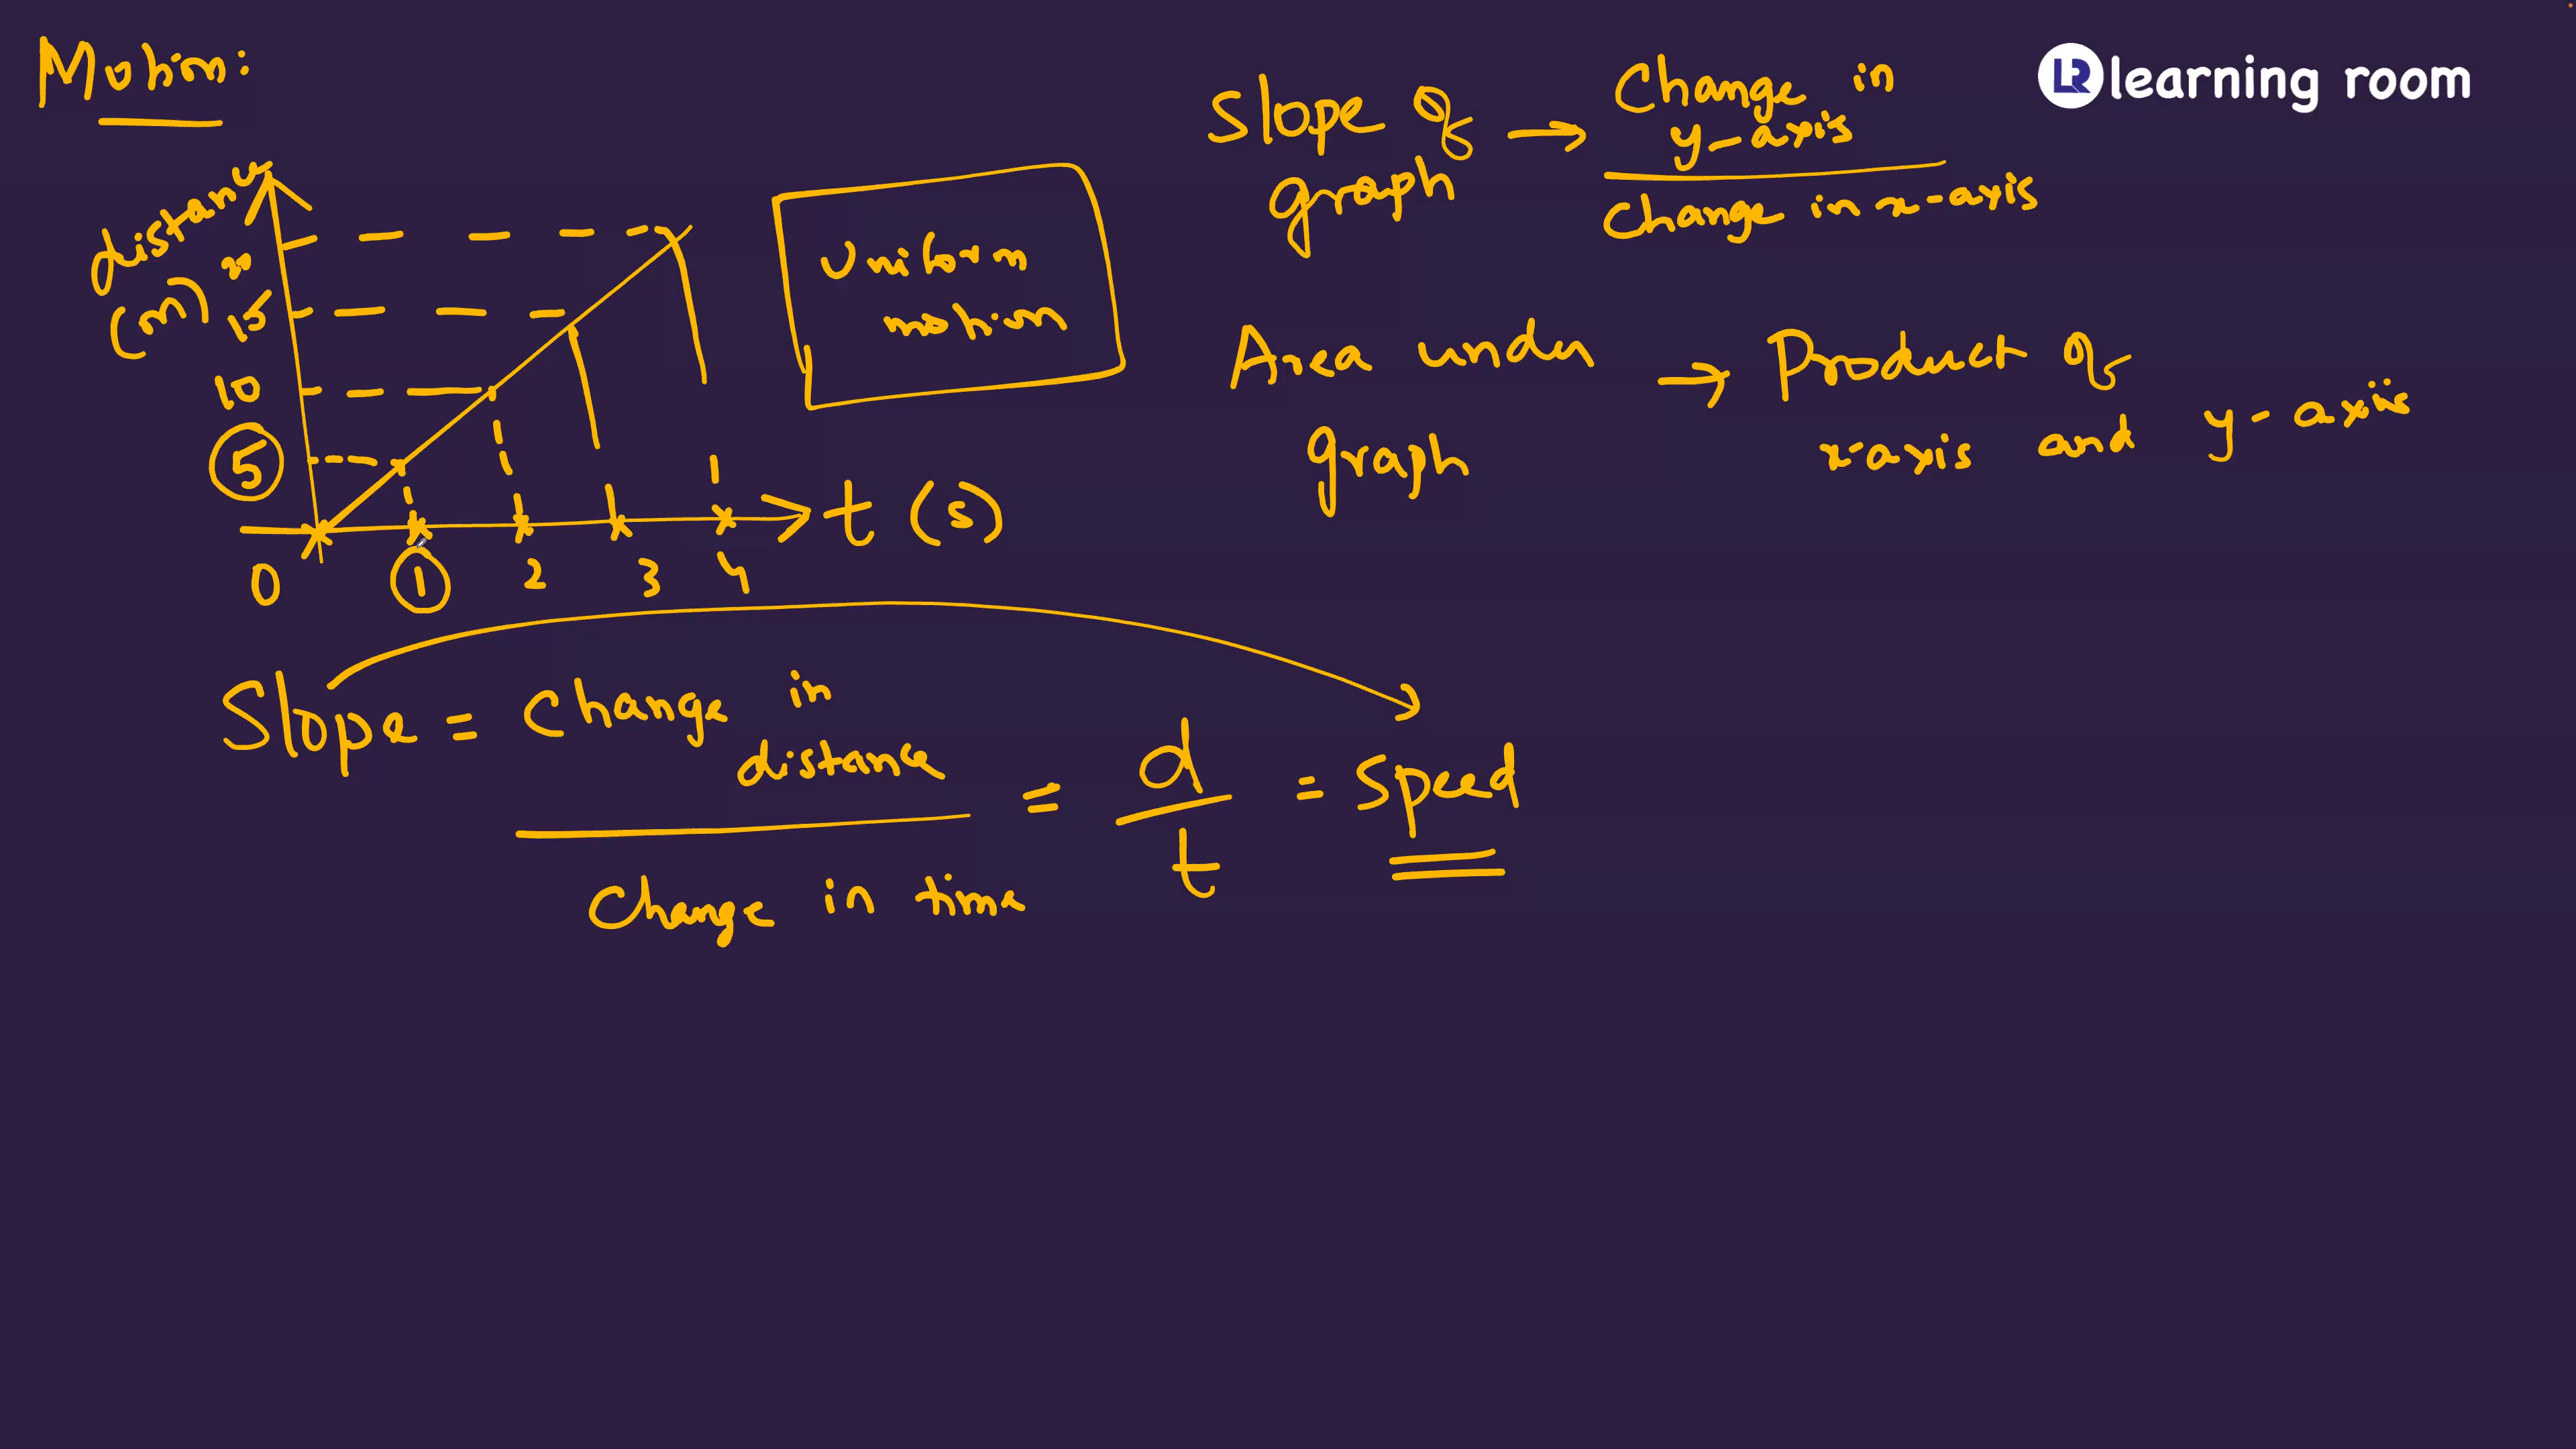 Motion:
learning room
distance
(m)
20
15
10
5
0
1
2
3
4
t (s)
Uniform
motion
Slope of
graph
→
Change in
y-axis
Change in x-axis
Area under
graph
→
Product of
x-axis and y-axis
Slope = Change in
distance
Change in time
= d
t
= Speed